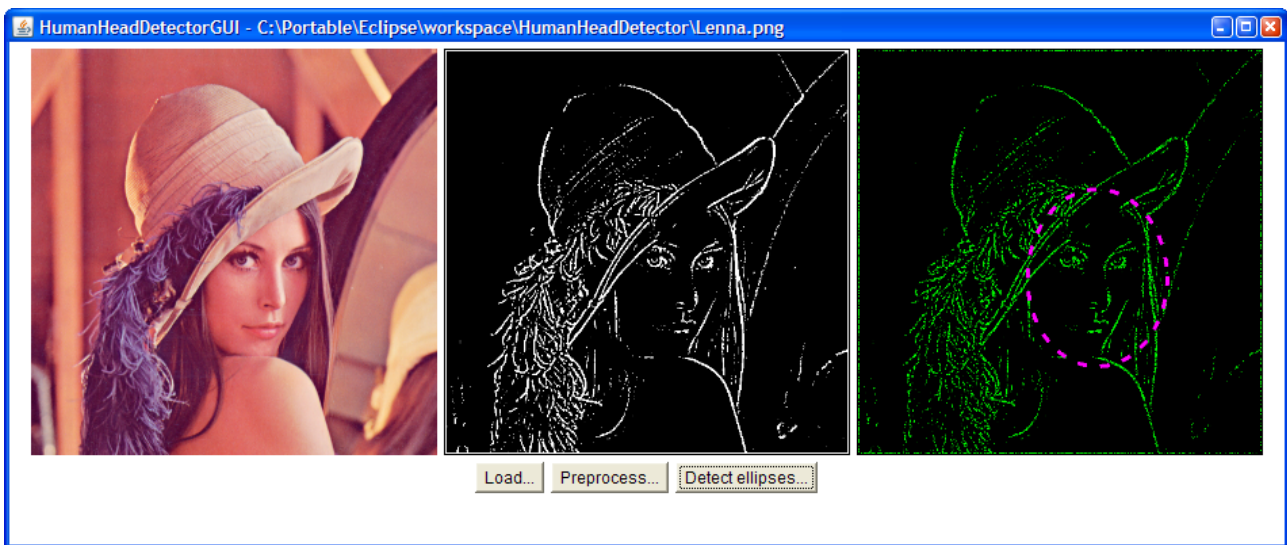 HumanHeadDetectorGUI - C:\Portable\Eclipse\workspace\HumanHeadDetector\Lenna.png
Load... Preprocess... Detect ellipses...